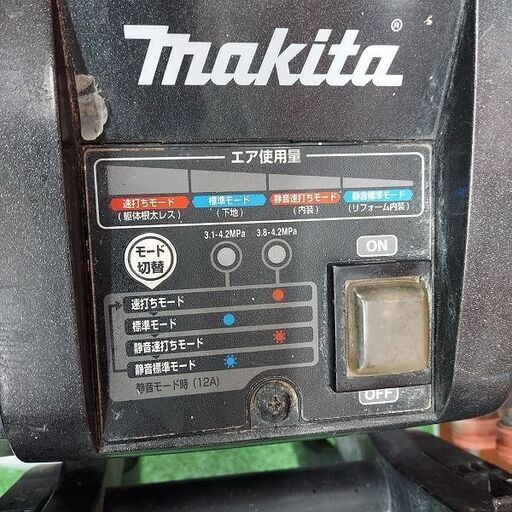 makita®
エア使用量
速打ちモード 標準モード 静音速打ちモード 静音標準モード
(躯体根太レス) (下地) (内装) (リフォーム内装)
モード切替
3.1-4.2MPa 3.8-4.2MPa
ON
速打ちモード
標準モード
静音速打ちモード
静音標準モード
静音モード時 (12A)
OFF